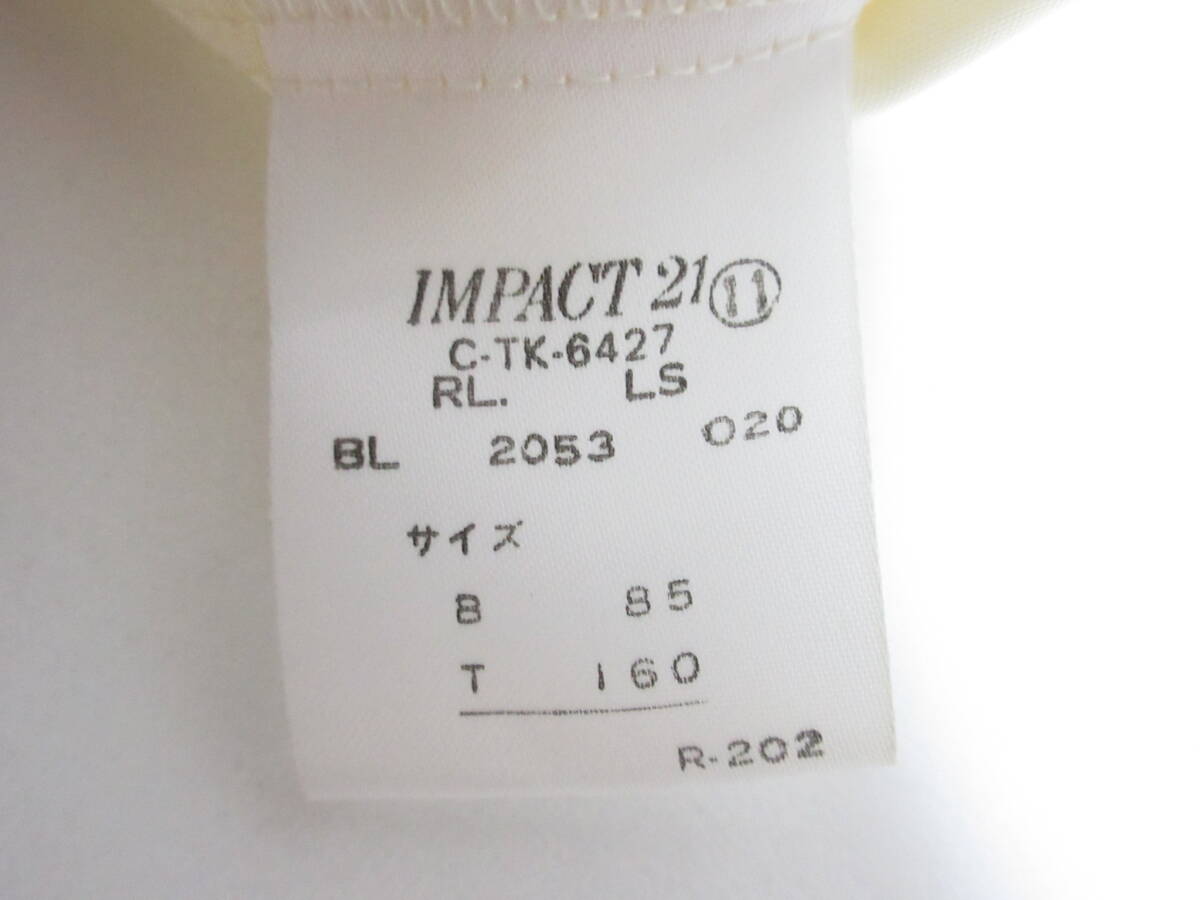 IMPACT 21 ⑪
C-TK-6427
RL. LS
BL 2053 020
サイズ
B 85
T 160
R-202